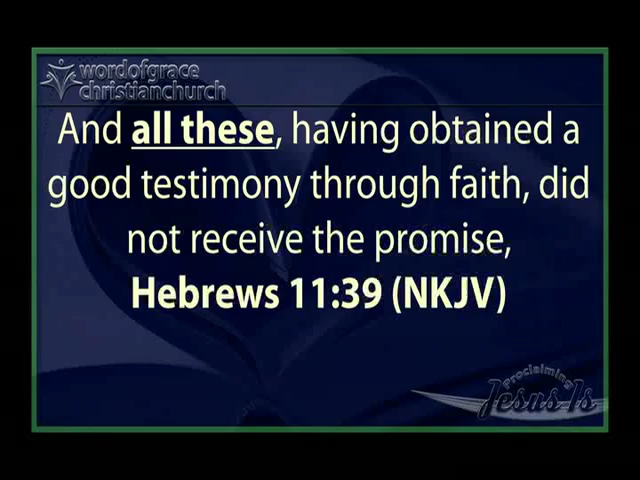 wordofgrace
christianchurch
And all these, having obtained a
good testimony through faith, did
not receive the promise,
Hebrews 11:39 (NKJV)
Proclaiming
Jesus Is